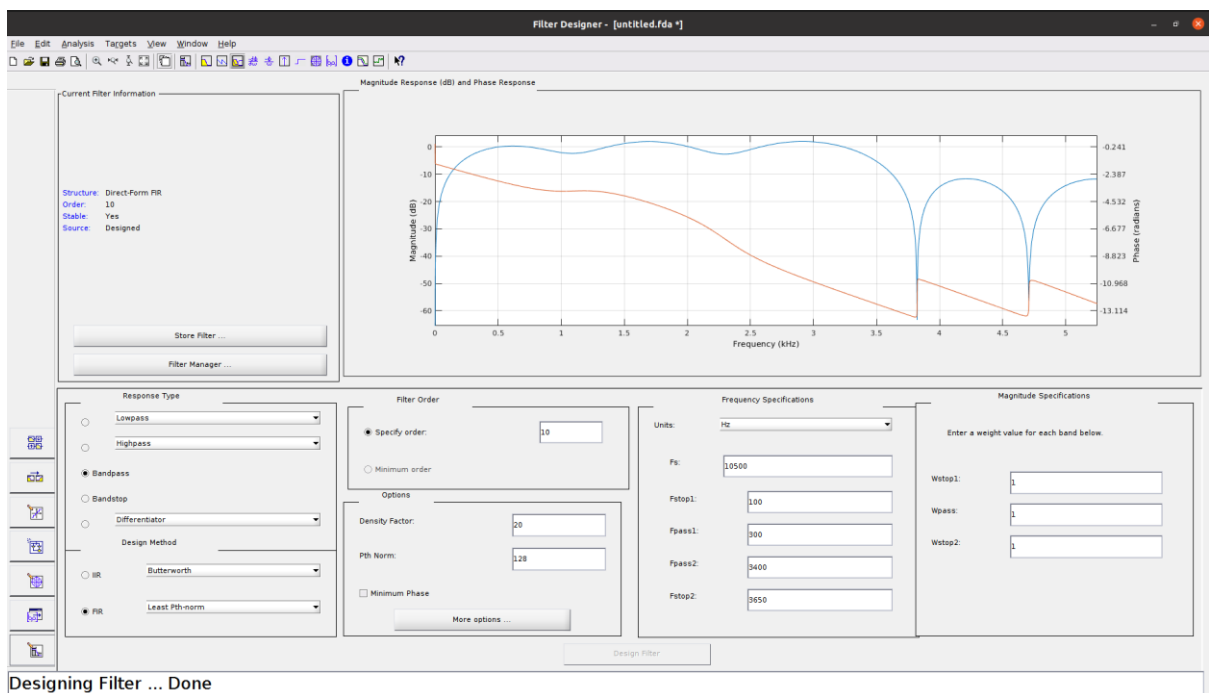 Filter Designer - [untitled.fda *]
File Edit Analysis Targets View Window Help
Current Filter Information
Structure: Direct-Form FIR
Order: 10
Stable: Yes
Source: Designed
Store Filter ...
Filter Manager ...
Magnitude Response (dB) and Phase Response
Magnitude (dB)
0
-10
-20
-30
-40
-50
-60
0 0.5 1 1.5 2 2.5 3 3.5 4 4.5 5
Frequency (kHz)
-0.241
-2.387
-4.532
-6.677
-8.823
-10.968
-13.114
Phase (radians)
Response Type
Lowpass
Highpass
Bandpass
Bandstop
Differentiator
Design Method
IIR Butterworth
FIR Least Pth-norm
Filter Order
Specify order: 10
Minimum order
Options
Density Factor: 20
Pth Norm: 128
Minimum Phase
More options ...
Frequency Specifications
Units: Hz
Fs: 10500
Fstop1: 100
Fpass1: 300
Fpass2: 3400
Fstop2: 3650
Magnitude Specifications
Enter a weight value for each band below.
Wstop1: 1
Wpass: 1
Wstop2: 1
Design Filter
Designing Filter ... Done